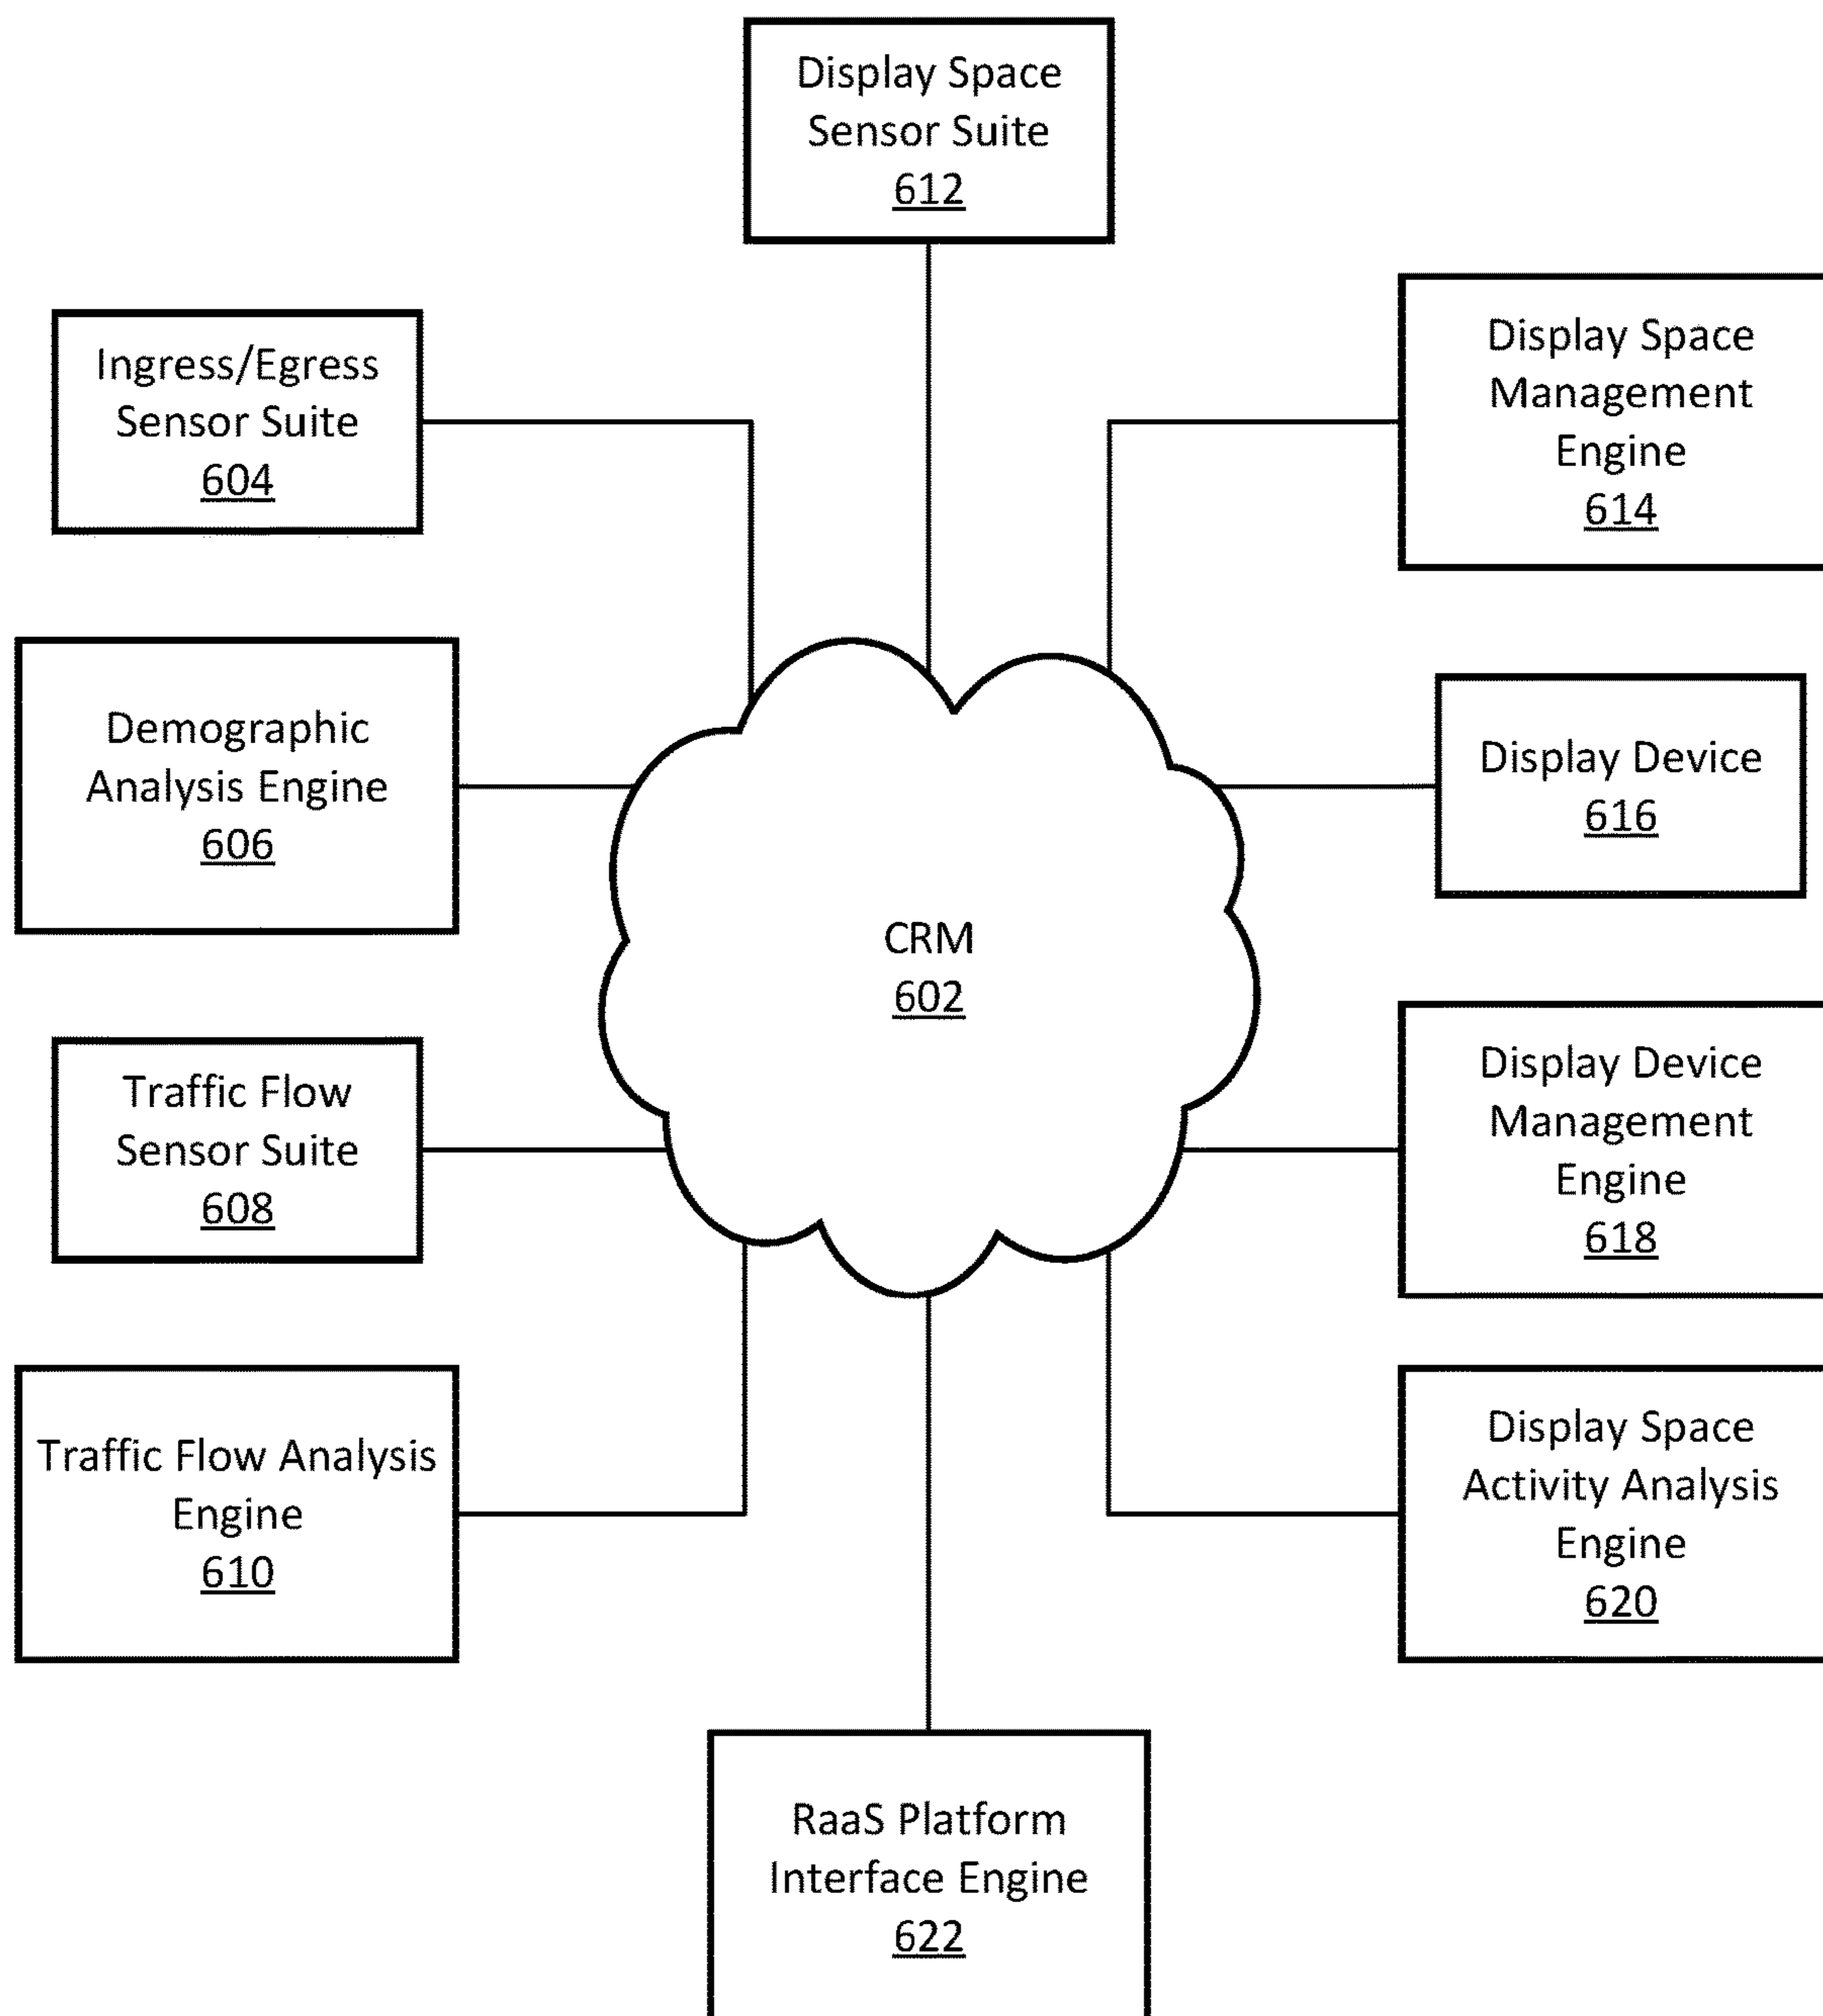 Display Space
Sensor Suite
612
Ingress/Egress
Sensor Suite
604
Display Space
Management
Engine
614
Demographic
Analysis Engine
606
Display Device
616
CRM
602
Traffic Flow
Sensor Suite
608
Display Device
Management
Engine
618
Traffic Flow Analysis
Engine
610
Display Space
Activity Analysis
Engine
620
RaaS Platform
Interface Engine
622